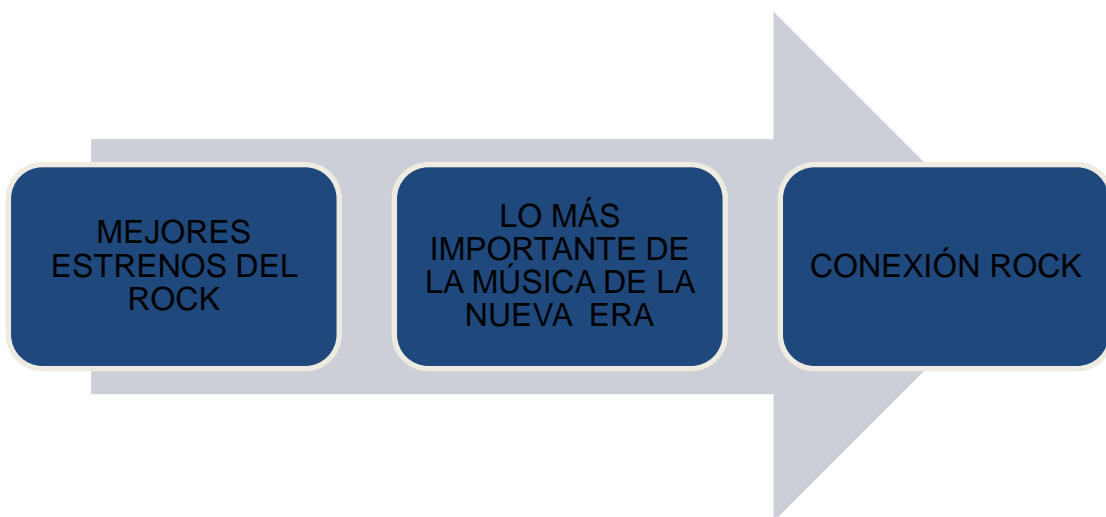 MEJORES
ESTRENOS DEL
ROCK
LO MÁS
IMPORTANTE DE
LA MÚSICA DE LA
NUEVA ERA
CONEXIÓN ROCK